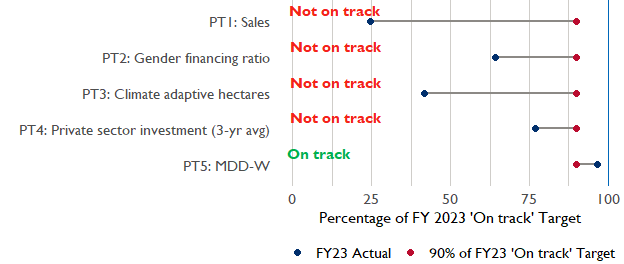 Not on track
PT1: Sales
Not on track
PT2: Gender financing ratio
Not on track
PT3: Climate adaptive hectares
Not on track
PT4: Private sector investment (3-yr avg)
On track
PT5: MDD-W
0 25 50 75 100
Percentage of FY 2023 'On track' Target
FY23 Actual 90% of FY23 'On track' Target